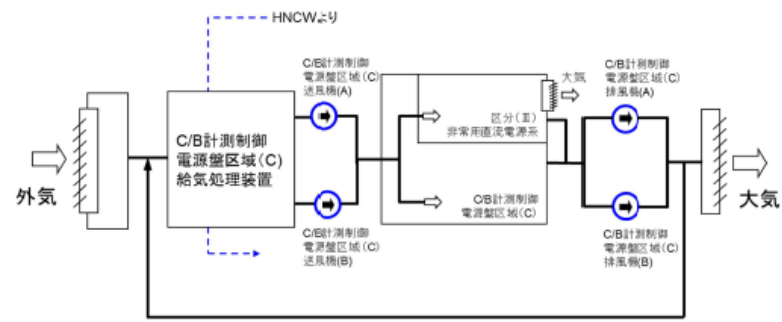 HNCWより
C/B計測制御
電源盤区域(C)
送風機(A)
大気
C/B計測制御
電源盤区域(C)
排風機(A)
区分(Ⅲ)
非常用直流電源系
C/B計測制御
電源盤区域(C)
給気処理装置
外気
C/B計測制御
電源盤区域(C)
大気
C/B計測制御
電源盤区域(C)
送風機(B)
C/B計測制御
電源盤区域(C)
排風機(B)